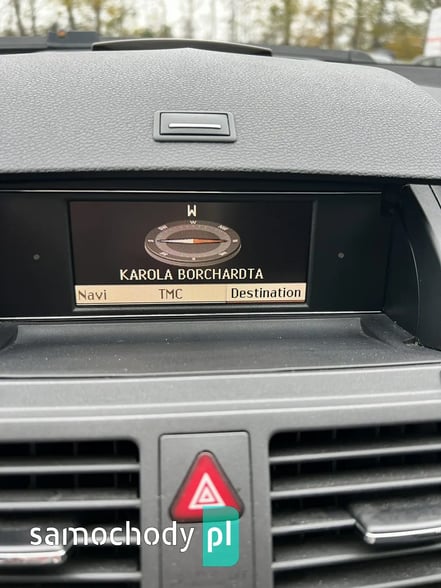 W
KAROLA BORCHARDTA
Navi TMC Destination
samochody pl